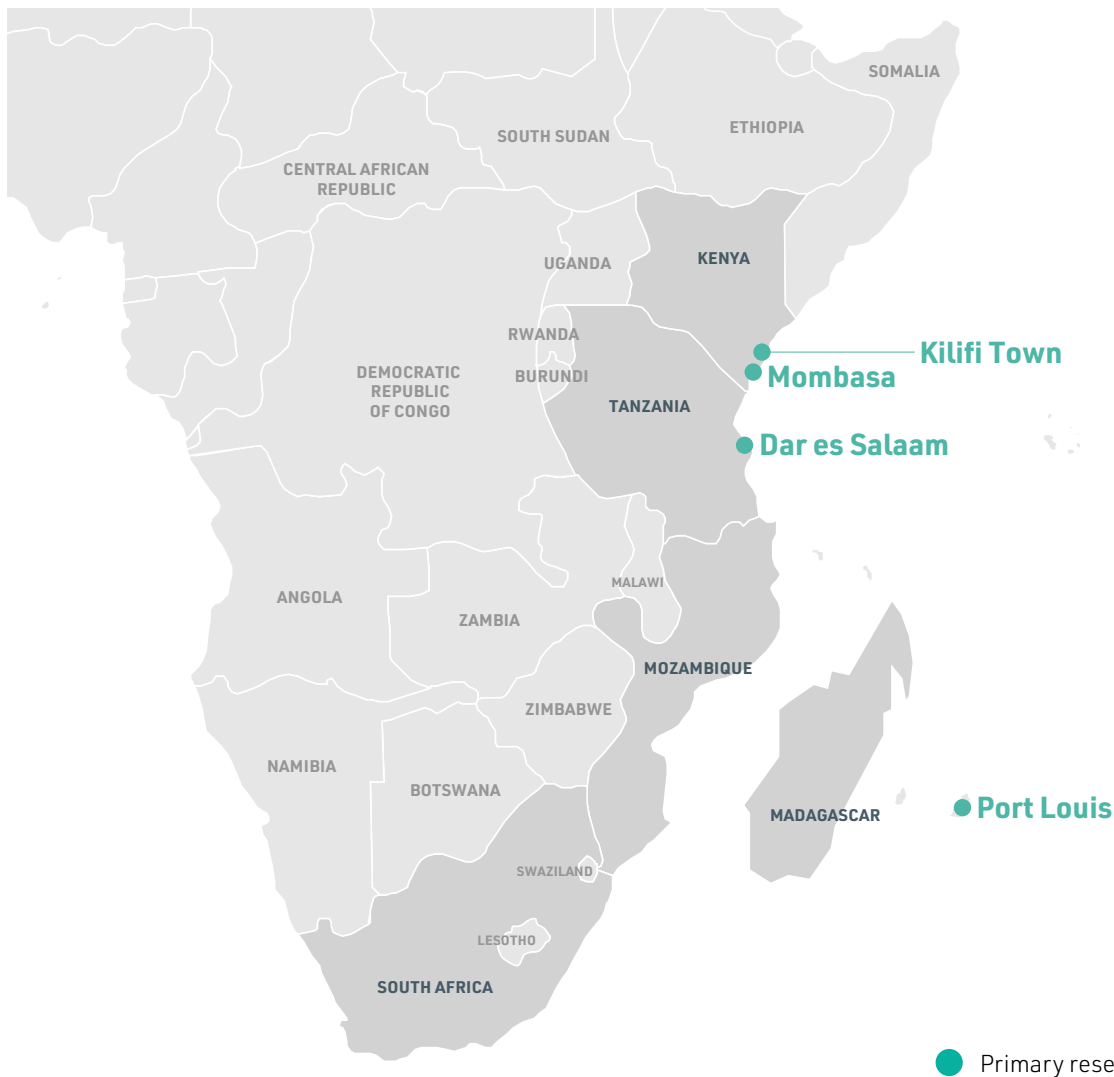 SOMALIA
ETHIOPIA
SOUTH SUDAN
CENTRAL AFRICAN
REPUBLIC
KENYA
UGANDA
RWANDA
Kilifi Town
DEMOCRATIC
REPUBLIC
OF CONGO
BURUNDI
Mombasa
TANZANIA
Dar es Salaam
MALAWI
ANGOLA
ZAMBIA
MOZAMBIQUE
ZIMBABWE
NAMIBIA
BOTSWANA
Port Louis
MADAGASCAR
SWAZILAND
LESOTHO
SOUTH AFRICA
Primary rese